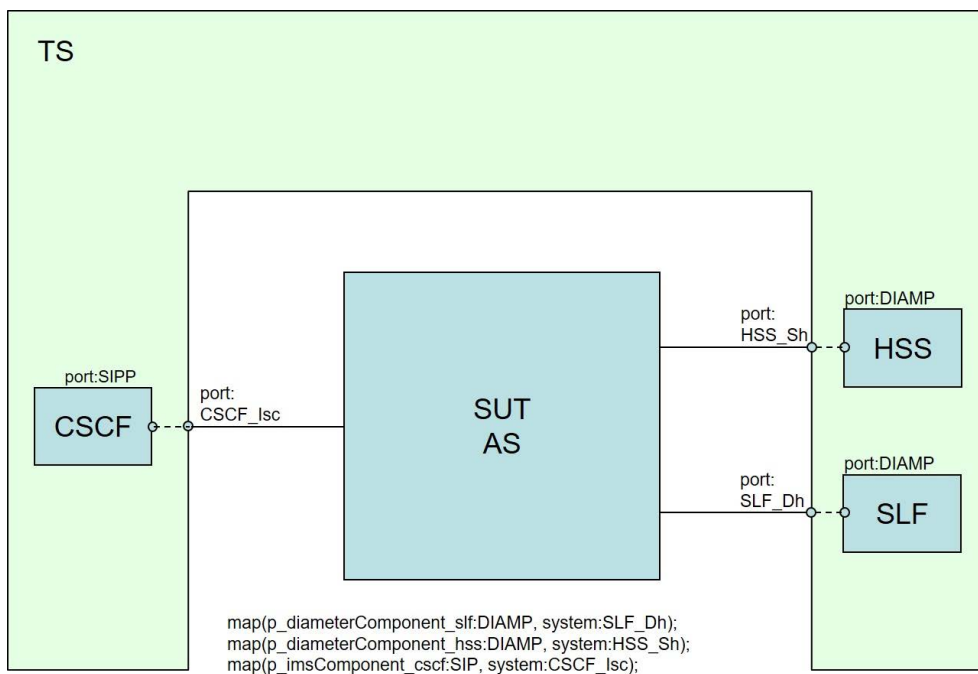 TS
port:DIAMP
HSS
port:
HSS_Sh
port:SIPP
CSCF
port:
CSCF_Isc
SUT
AS
port:DIAMP
SLF
port:
SLF_Dh
map(p_diameterComponent_slf:DIAMP, system:SLF_Dh);
map(p_diameterComponent_hss:DIAMP, system:HSS_Sh);
map(p_imsComponent_cscf:SIP, system:CSCF_Isc);